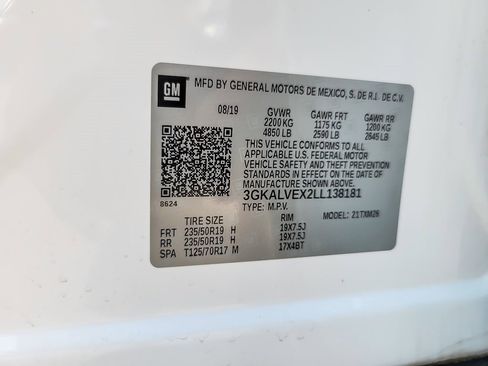 GM
MFD BY GENERAL MOTORS DE MEXICO, S. DE R.L. DE C.V.
08/19 GVWR GAWR FRT GAWR RR
2200 KG 1175 KG 1200 KG
4850 LB 2590 LB 2645 LB
THIS VEHICLE CONFORMS TO ALL
APPLICABLE U.S. FEDERAL MOTOR
VEHICLE SAFETY AND THEFT PREVENTION
STANDARDS IN EFFECT ON THE DATE OF
MANUFACTURE SHOWN ABOVE.
3GKALVEX2LL138181
8624 TYPE: M.P.V. MODEL: 21TXM26
TIRE SIZE RIM
FRT 235/50R19 H 19X7.5J
RR 235/50R19 H 19X7.5J
SPA T125/70R17 M 17X4BT